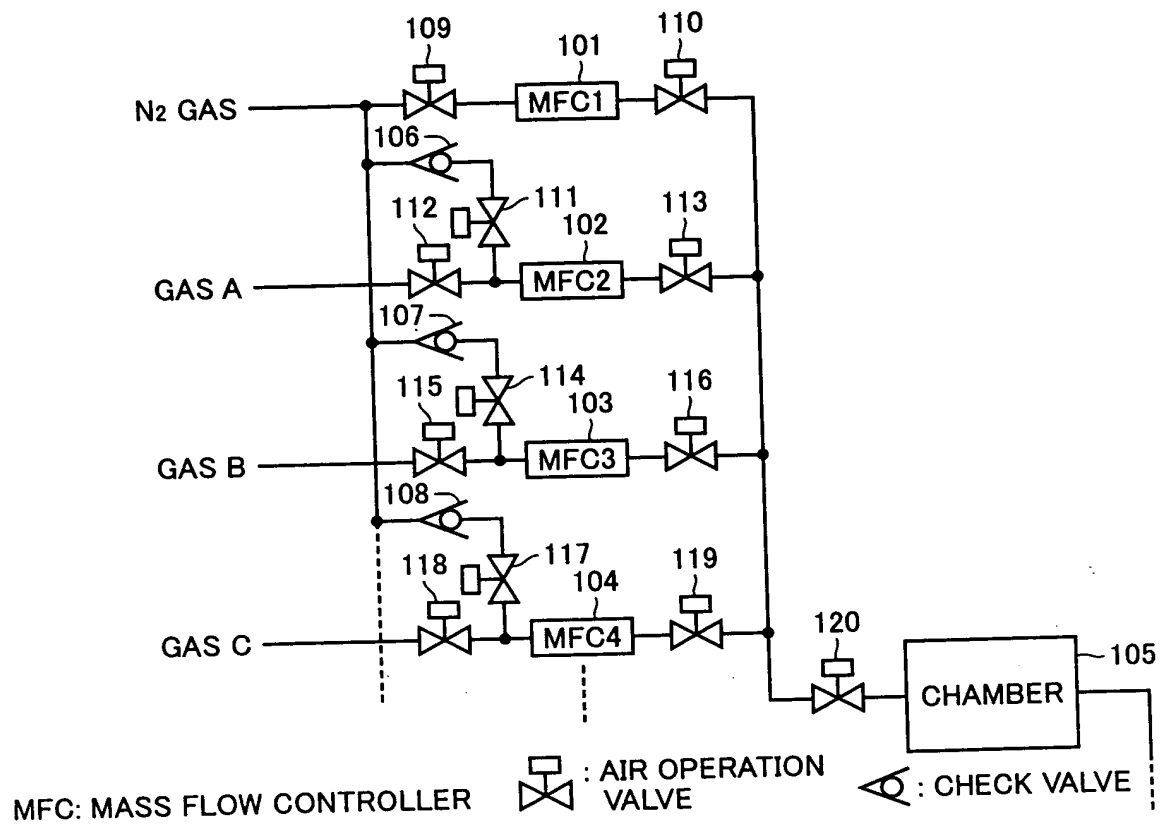 110
109
101
N2 GAS
MFC1
106
111
112
113
102
GAS A
MFC2
107
114
115
116
103
GAS B
MFC3
108
117
118
119
104
GAS C
MFC4
120
105
CHAMBER
MFC: MASS FLOW CONTROLLER
: AIR OPERATION
VALVE
: CHECK VALVE